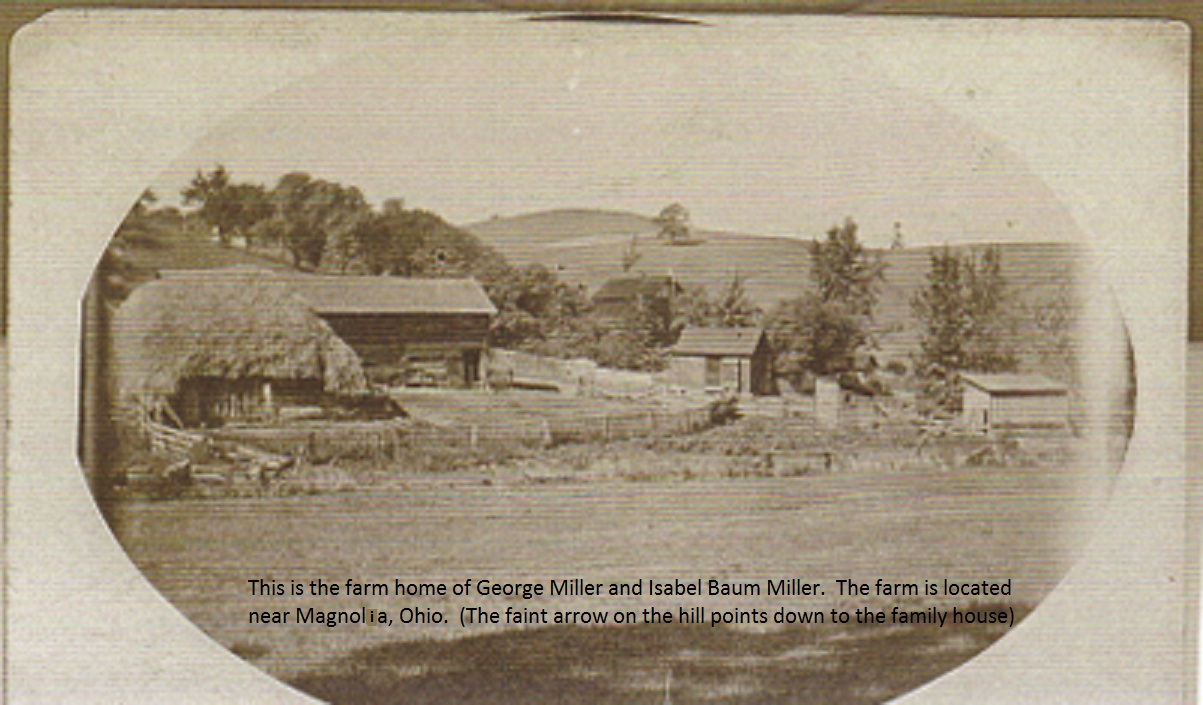 This is the farm home of George Miller and Isabel Baum Miller.  The farm is located
near Magnolia, Ohio.  (The faint arrow on the hill points down to the family house)